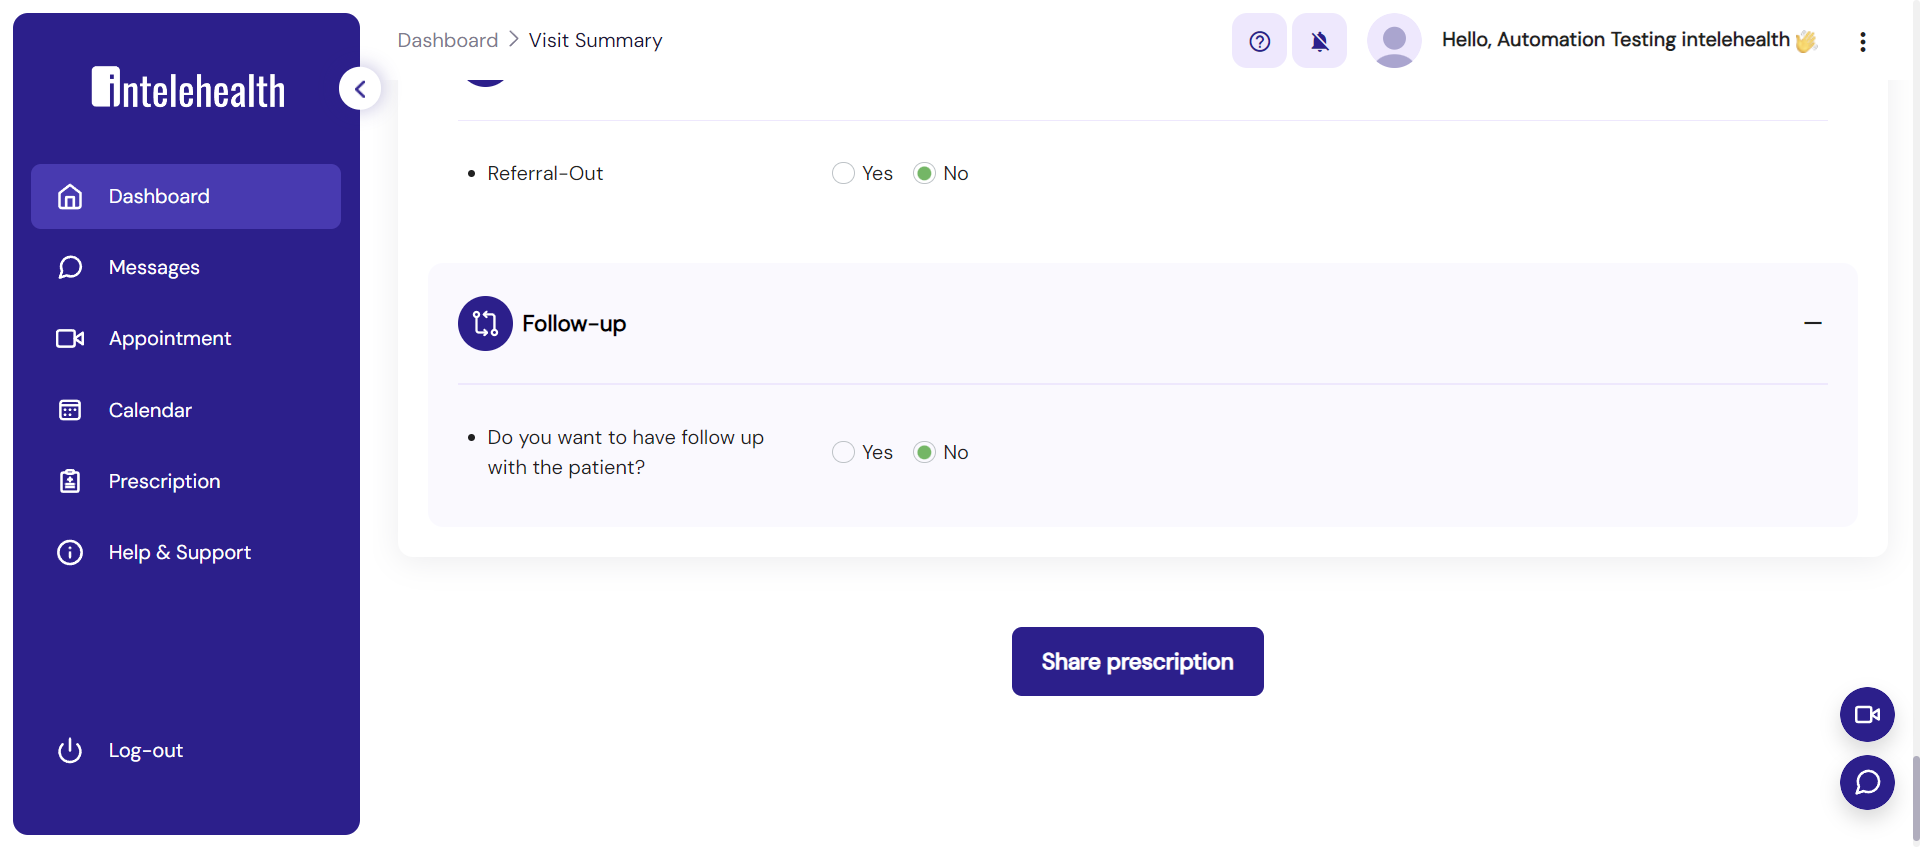 intelehealth
Dashboard
Messages
Appointment
Calendar
Prescription
Help & Support
Log-out
Dashboard > Visit Summary
Hello, Automation Testing intelehealth 👋
• Referral-Out
Yes No
Follow-up
• Do you want to have follow up
with the patient?
Yes No
Share prescription